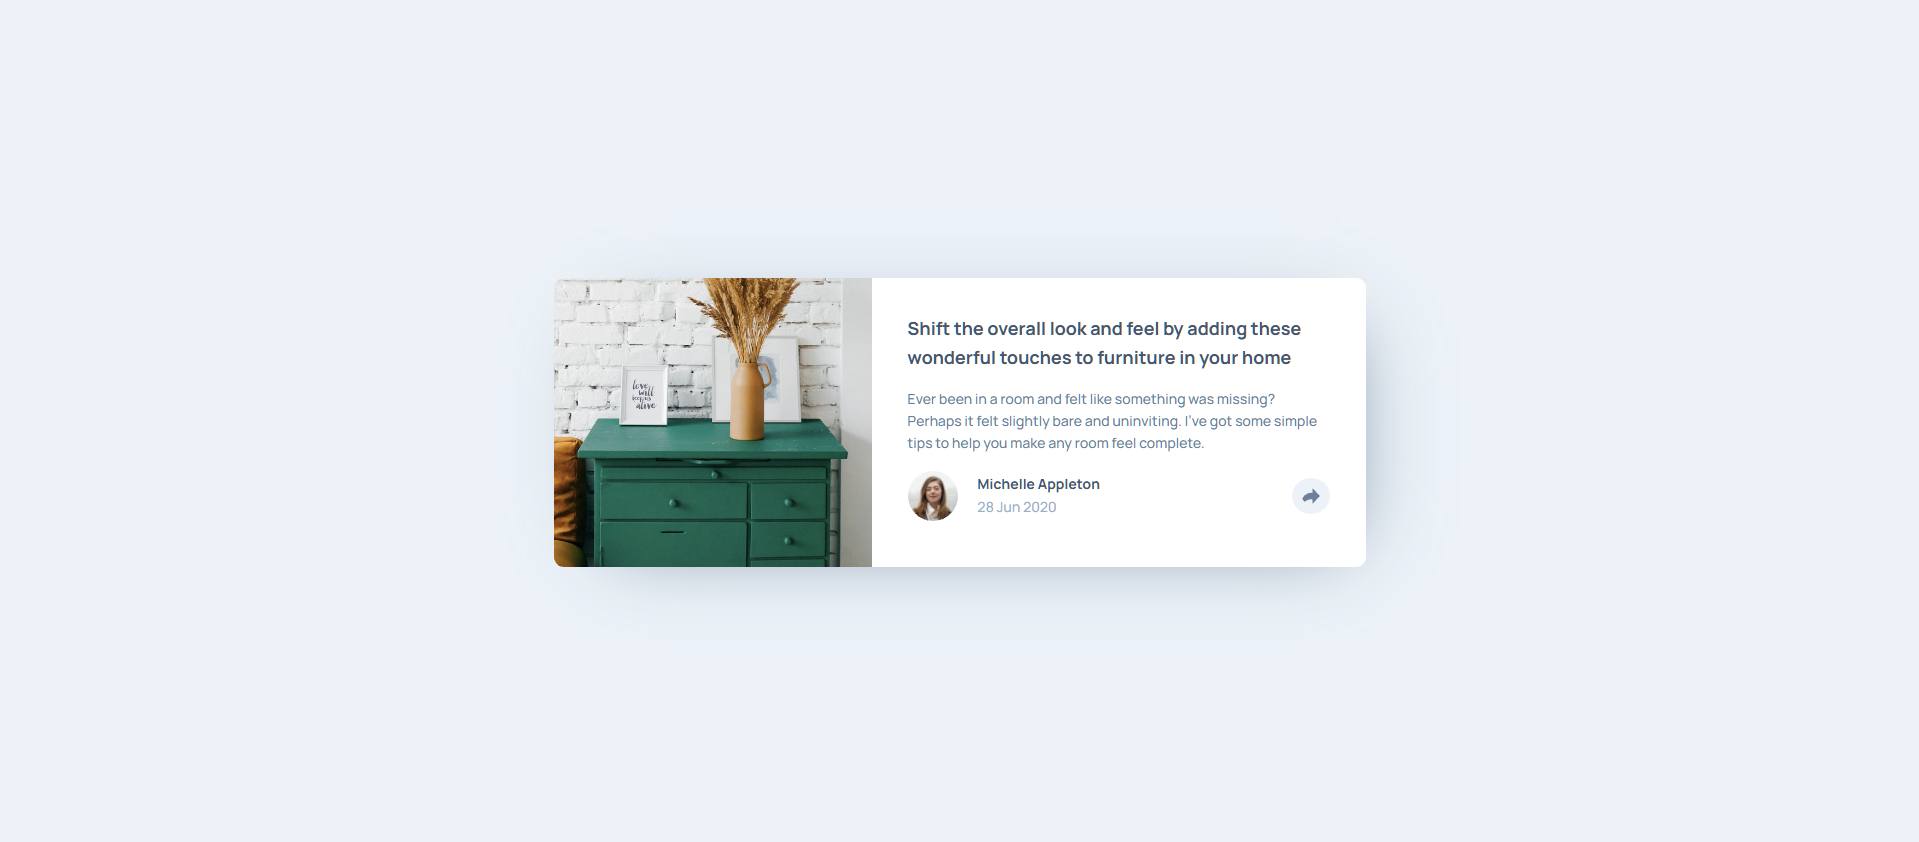 love
will
keep us
alive
Shift the overall look and feel by adding these
wonderful touches to furniture in your home
Ever been in a room and felt like something was missing?
Perhaps it felt slightly bare and uninviting. I've got some simple
tips to help you make any room feel complete.
Michelle Appleton
28 Jun 2020